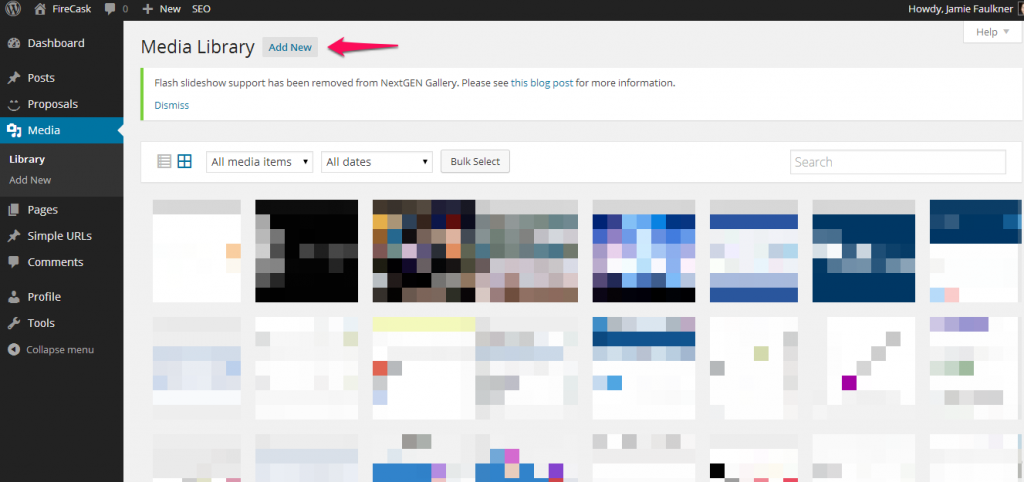 FireCask 0 New SEO Howdy, Jamie Faulkner
Help
Dashboard
Posts
Proposals
Media
Library
Add New
Pages
Simple URLs
Comments
Profile
Tools
Collapse menu
Media Library Add New
Flash slideshow support has been removed from NextGEN Gallery. Please see this blog post for more information.
Dismiss
All media items All dates Bulk Select Search